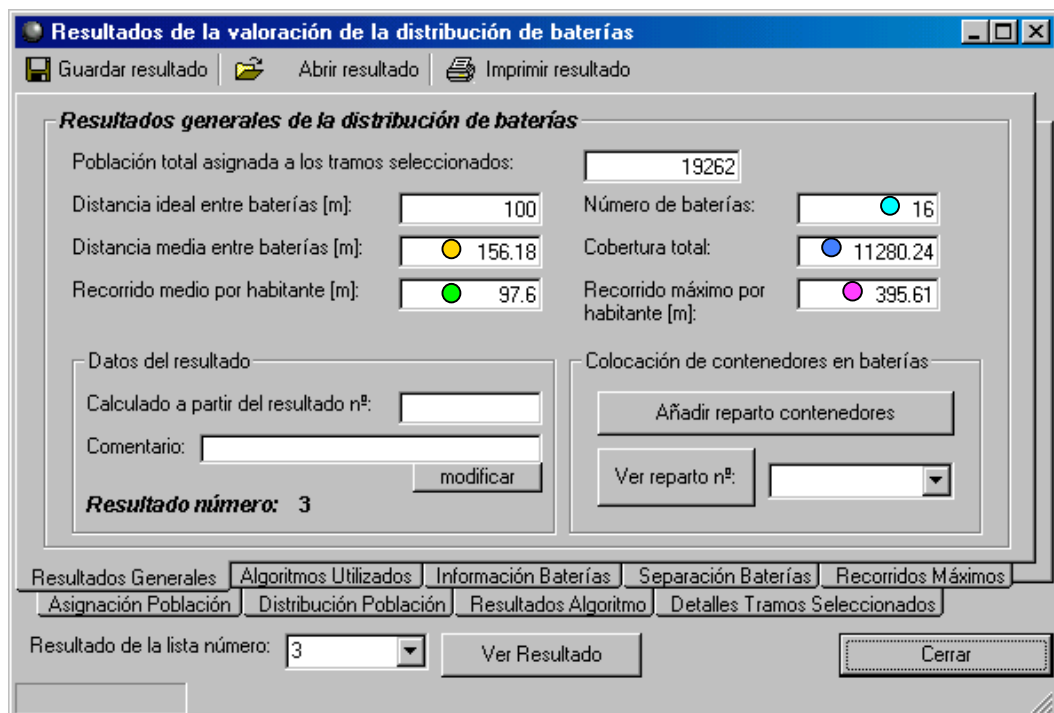 Resultados de la valoración de la distribución de baterías
Guardar resultado Abrir resultado Imprimir resultado
Resultados generales de la distribución de baterías
Población total asignada a los tramos seleccionados: 19262
Distancia ideal entre baterías [m]: 100 Número de baterías: 16
Distancia media entre baterías [m]: 156.18 Cobertura total: 11280.24
Recorrido medio por habitante [m]: 97.6 Recorrido máximo por habitante [m]: 395.61
Datos del resultado
Calculado a partir del resultado nº:
Comentario:
modificar
Resultado número: 3
Colocación de contenedores en baterías
Añadir reparto contenedores
Ver reparto nº:
Resultados Generales Algoritmos Utilizados Información Baterías Separación Baterías Recorridos Máximos
Asignación Población Distribución Población Resultados Algoritmo Detalles Tramos Seleccionados
Resultado de la lista número: 3 Ver Resultado Cerrar